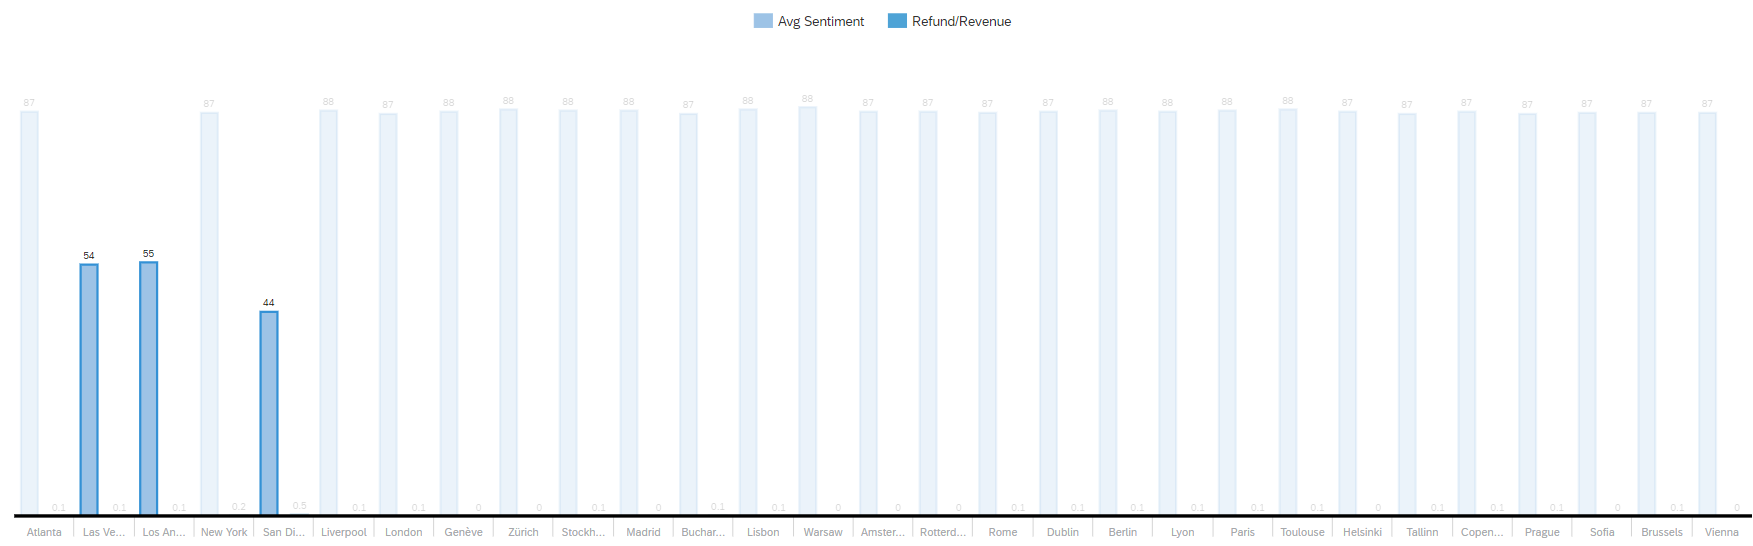 Avg Sentiment Refund/Revenue
87 54 55 87 44 88 87 88 88 88 88 87 88 88 87 87 87 87 88 88 88 88 87 87 87 87 87 87 87
0.1 0.1 0.1 0.2 0.5 0.1 0.1 0 0 0.1 0 0.1 0.1 0 0 0 0.1 0.1 0.1 0.1 0.1 0.1 0 0.1 0.1 0.1 0 0.1 0
Atlanta Las Ve... Los An... New York San Di... Liverpool London Genève Zürich Stockh... Madrid Buchar... Lisbon Warsaw Amster... Rotterd... Rome Dublin Berlin Lyon Paris Toulouse Helsinki Tallinn Copen... Prague Sofia Brussels Vienna